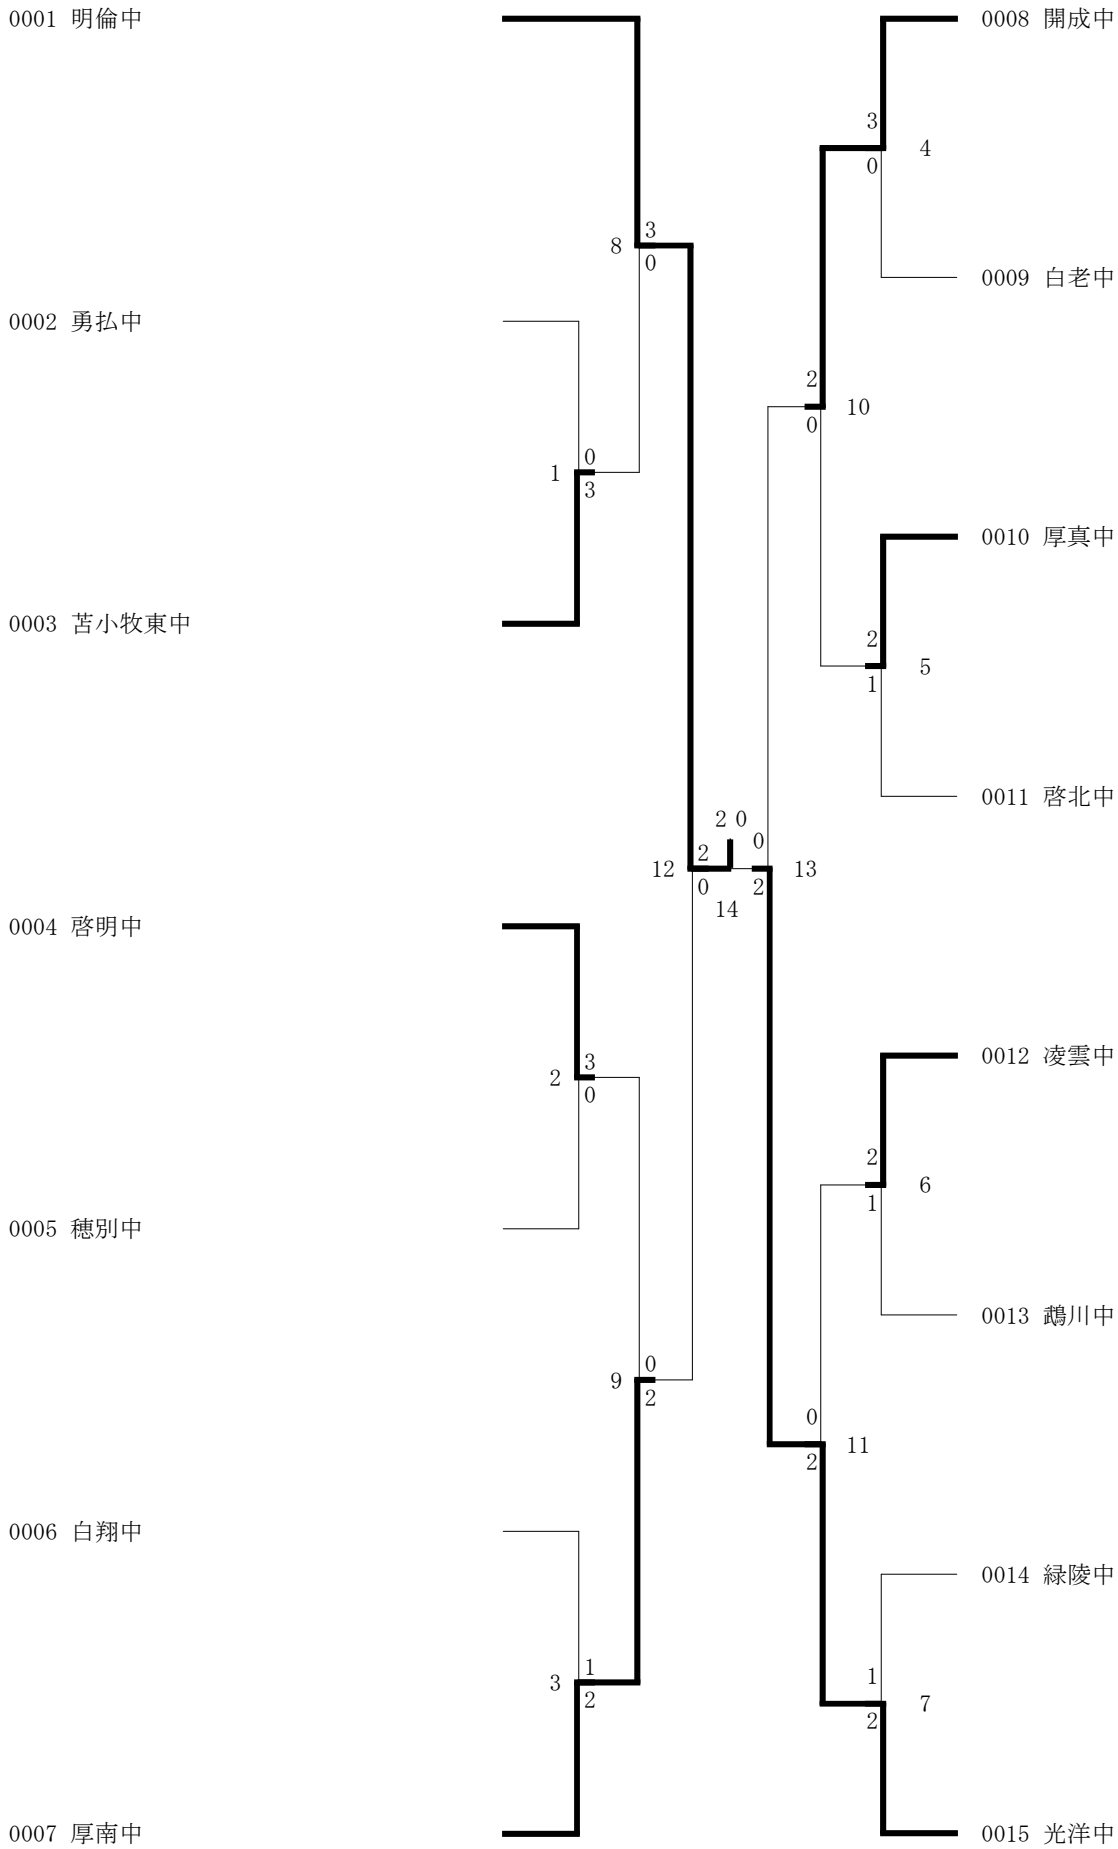 0001 明倫中
8
3
0
0002 勇払中
1
0
3
0003 苫小牧東中
12
2
0
0004 啓明中
2
3
0
0005 穂別中
9
0
2
0006 白翔中
3
1
2
0007 厚南中
2 0
14
0008 開成中
3
0
4
0009 白老中
2
0
10
0010 厚真中
2
1
5
0011 啓北中
0
2
13
0012 凌雲中
2
1
6
0013 鵡川中
0
2
11
0014 緑陵中
1
2
7
0015 光洋中